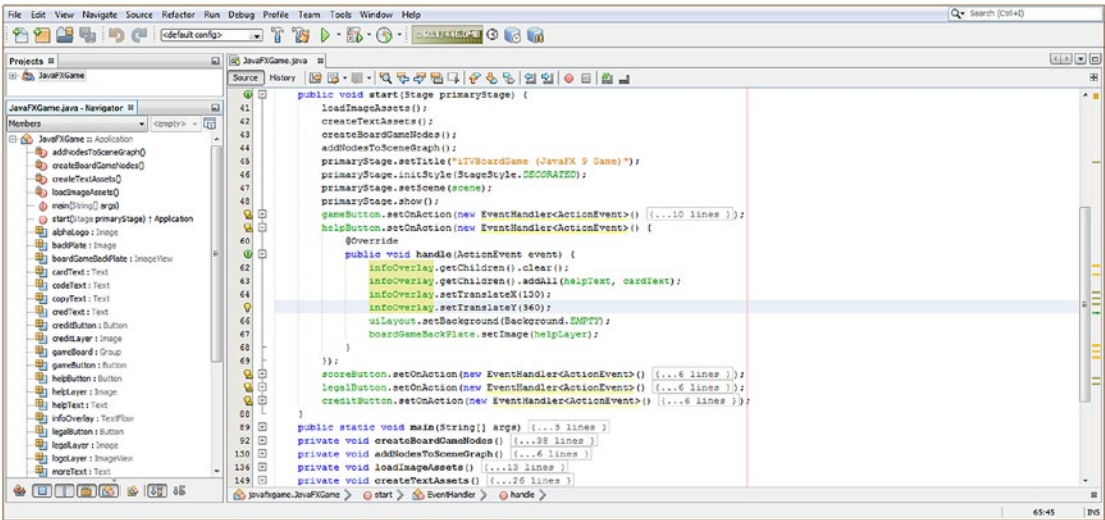 File Edit View Navigate Source Refactor Run Debug Profile Team Tools Window Help
Search (Ctrl+I)
<default config>
Projects
JavaFXGame
JavaFXGame.java - Navigator
Members
<empty>
JavaFXGame :: Application
addNodesToSceneGraph()
createBoardGameNodes()
createTextAssets()
loadImageAssets()
main(String[] args)
start(Stage primaryStage) ↑ Application
alphaLogo : Image
backPlate : Image
boardGameBackPlate : ImageView
cardText : Text
codeText : Text
copyText : Text
credText : Text
creditButton : Button
creditLayer : Image
gameBoard : Group
gameButton : Button
helpButton : Button
helpLayer : Image
helpText : Text
infoOverlay : TextFlow
legalButton : Button
legalLayer : Image
logoLayer : ImageView
moreText : Text
JavaFXGame.java
Source History
public void start(Stage primaryStage) {
41 loadImageAssets();
42 createTextAssets();
43 createBoardGameNodes();
44 addNodesToSceneGraph();
45 primaryStage.setTitle("iTVBoardGame (JavaFX 9 Game)");
46 primaryStage.initStyle(StageStyle.DECORATED);
47 primaryStage.setScene(scene);
48 primaryStage.show();
gameButton.setOnAction(new EventHandler<ActionEvent>() {...10 lines });
helpButton.setOnAction(new EventHandler<ActionEvent>() {
60 @Override
public void handle(ActionEvent event) {
62 infoOverlay.getChildren().clear();
63 infoOverlay.getChildren().addAll(helpText, cardText);
64 infoOverlay.setTranslateX(130);
infoOverlay.setTranslateY(360);
66 uiLayout.setBackground(Background.EMPTY);
67 boardGameBackPlate.setImage(helpLayer);
68 }
69 });
scoreButton.setOnAction(new EventHandler<ActionEvent>() {...6 lines });
legalButton.setOnAction(new EventHandler<ActionEvent>() {...6 lines });
creditButton.setOnAction(new EventHandler<ActionEvent>() {...6 lines });
88 }
89 public static void main(String[] args) {...3 lines }
92 private void createBoardGameNodes() {...38 lines }
130 private void addNodesToSceneGraph() {...6 lines }
136 private void loadImageAssets() {...13 lines }
149 private void createTextAssets() {...26 lines }
javafxgame.JavaFXGame start EventHandler handle
65:45 INS